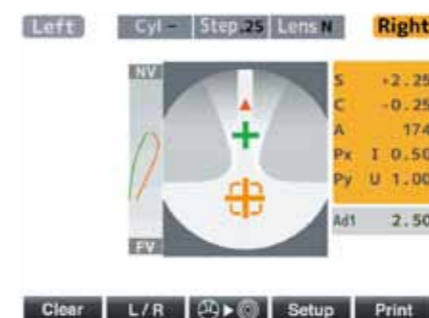 Left Cyl - Step.25 Lens N Right
NV
S +2.25
C -0.25
A 174
Px I 0.50
Py U 1.00
Ad1 2.50
FV
Clear L/R Setup Print